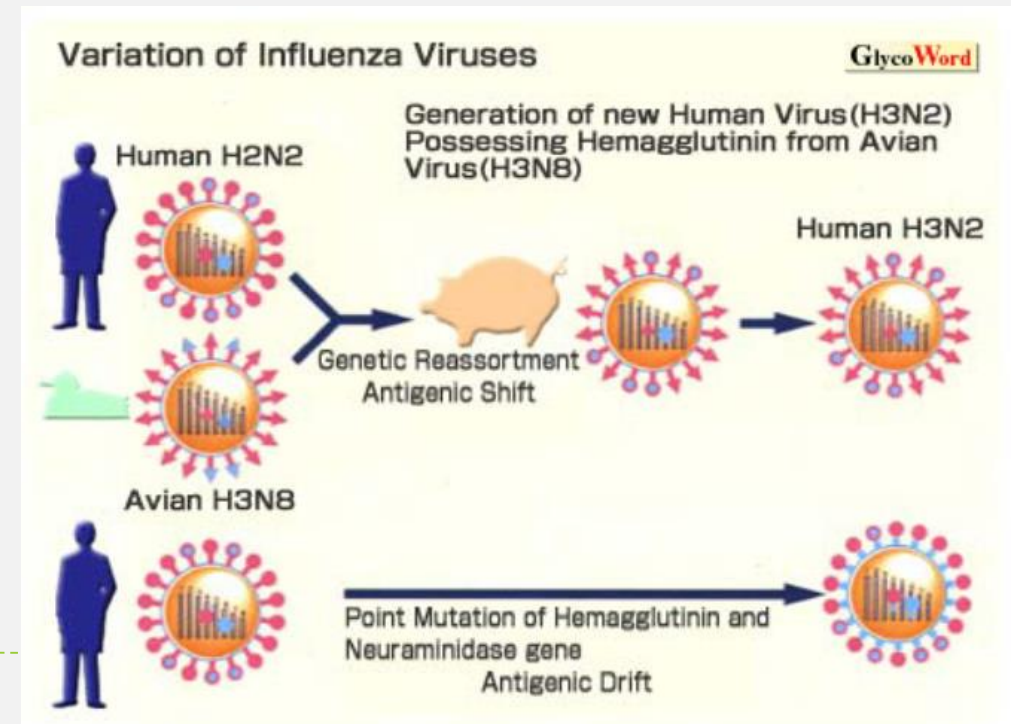 Variation of Influenza Viruses
GlycoWord
Generation of new Human Virus(H3N2)
Possessing Hemagglutinin from Avian
Virus(H3N8)
Human H2N2
Human H3N2
Genetic Reassortment
Antigenic Shift
Avian H3N8
Point Mutation of Hemagglutinin and
Neuraminidase gene
Antigenic Drift